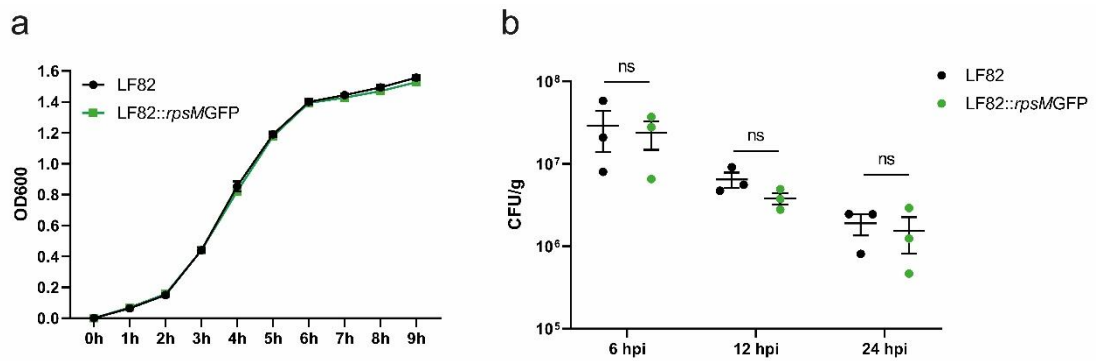 a
LF82
LF82::rpsMGFP
OD600
1.6
1.4
1.2
1.0
0.8
0.6
0.4
0.2
0.0
0h 1h 2h 3h 4h 5h 6h 7h 8h 9h
b
LF82
LF82::rpsMGFP
CFU/g
10⁸
10⁷
10⁶
10⁵
ns
ns
ns
6 hpi 12 hpi 24 hpi